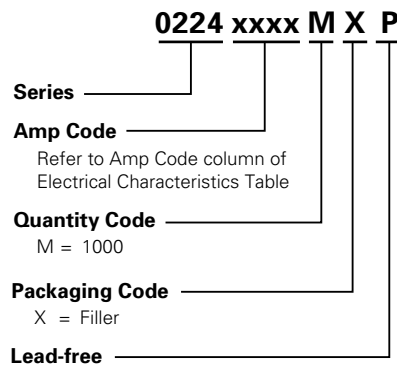 0224 xxxx M X P
Series
Amp Code
Refer to Amp Code column of
Electrical Characteristics Table
Quantity Code
M = 1000
Packaging Code
X = Filler
Lead-free